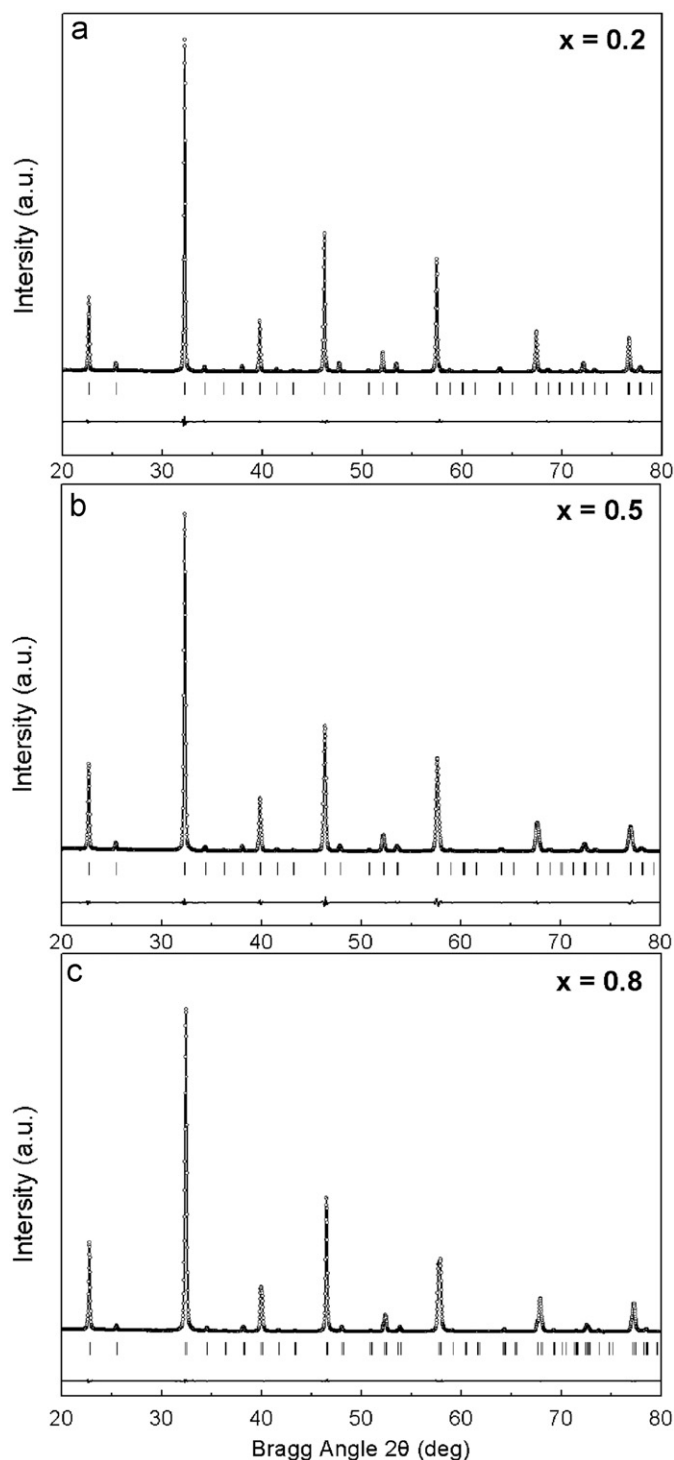 a
x = 0.2
Intersity (a.u.)
20 30 40 50 60 70 80
b
x = 0.5
Intersity (a.u.)
20 30 40 50 60 70 80
c
x = 0.8
Intersity (a.u.)
20 30 40 50 60 70 80
Bragg Angle 2θ (deg)